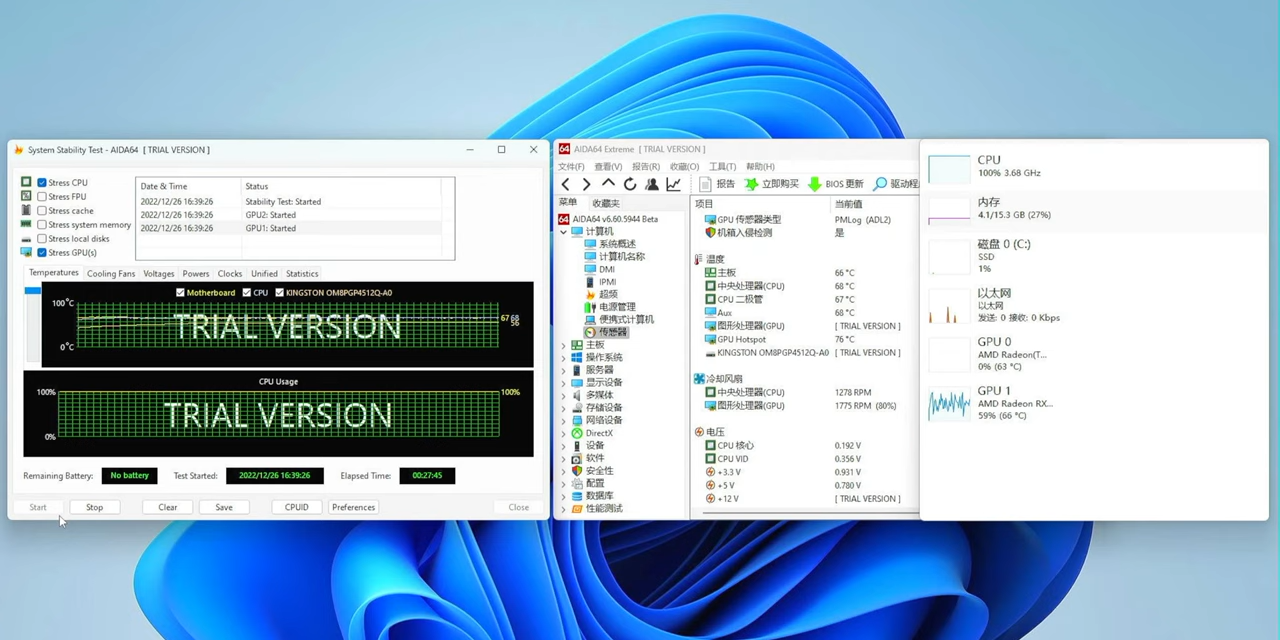 System Stability Test - AIDA64 [ TRIAL VERSION ]
Stress CPU
Stress FPU
Stress cache
Stress system memory
Stress local disks
Stress GPU(s)
Date & Time Status
2022/12/26 16:39:26 Stability Test: Started
2022/12/26 16:39:26 GPU2: Started
2022/12/26 16:39:26 GPU1: Started
Temperatures Cooling Fans Voltages Powers Clocks Unified Statistics
Motherboard CPU KINGSTON OM8PGP4512Q-A0
100°C
TRIAL VERSION
67 68
56
0°C
CPU Usage
100% 100%
TRIAL VERSION
0%
Remaining Battery: No battery Test Started: 2022/12/26 16:39:26 Elapsed Time: 00:27:45
Start Stop Clear Save CPUID Preferences Close
64 AIDA64 Extreme [ TRIAL VERSION ]
文件(F) 查看(V) 报告(R) 收藏(O) 工具(T) 帮助(H)
报告 立即购买 BIOS 更新 驱动程
菜单 收藏夹
64 AIDA64 v6.60.5944 Beta
计算机
系统概述
计算机名称
DMI
IPMI
超频
电源管理
便携式计算机
传感器
主板
操作系统
服务器
显示设备
多媒体
存储设备
网络设备
DirectX
设备
软件
安全性
配置
数据库
性能测试
项目 当前值
GPU 传感器类型 PMLog (ADL2)
机箱入侵检测 是
温度
主板 66 °C
中央处理器(CPU) 68 °C
CPU 二极管 67 °C
Aux 68 °C
图形处理器(GPU) [ TRIAL VERSION ]
GPU Hotspot 76 °C
KINGSTON OM8PGP4512Q-A0 [ TRIAL VERSION ]
冷却风扇
中央处理器(CPU) 1278 RPM
图形处理器(GPU) 1775 RPM (80%)
电压
CPU 核心 0.192 V
CPU VID 0.356 V
+3.3 V 0.931 V
+5 V 0.780 V
+12 V [ TRIAL VERSION ]
CPU
100% 3.68 GHz
内存
4.1/15.3 GB (27%)
磁盘 0 (C:)
SSD
1%
以太网
以太网
发送: 0 接收: 0 Kbps
GPU 0
AMD Radeon(T...
0% (63 °C)
GPU 1
AMD Radeon RX...
59% (66 °C)